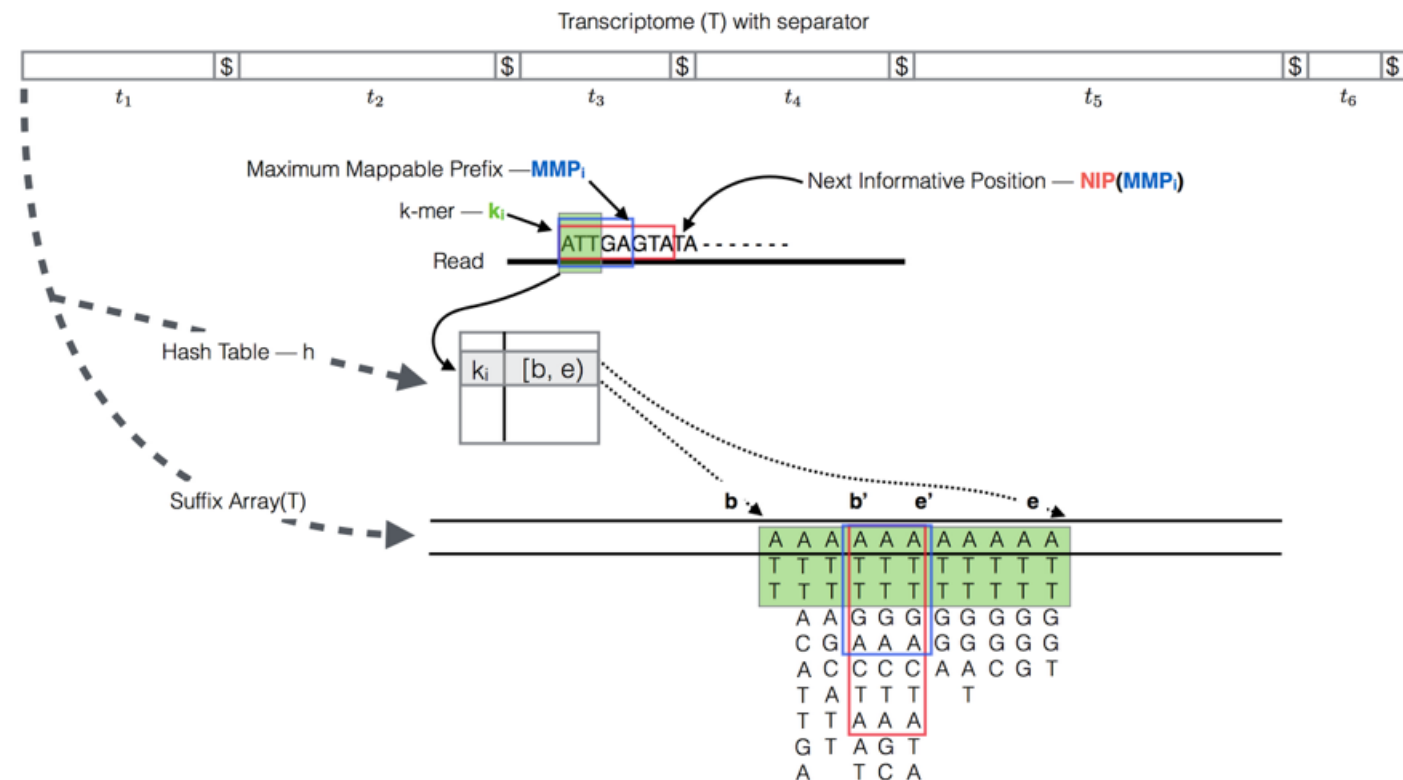 Transcriptome (T) with separator
$ $ $ $ $ $
t₁ t₂ t₃ t₄ t₅ t₆
Maximum Mappable Prefix —MMPᵢ
Next Informative Position — NIP(MMPᵢ)
k-mer — kᵢ
ATTGAGTATA-------
Read
Hash Table — h
kᵢ [b, e)
Suffix Array(T)
b b' e' e
A A A A A A A A A A A
T T T T T T T T T T T
T T T T T T T T T T T
A A G G G G G G G G
C G A A A G G G G G
A C C C C A A C G T
T A T T T T
T T A A A
G T A G T
A T C A